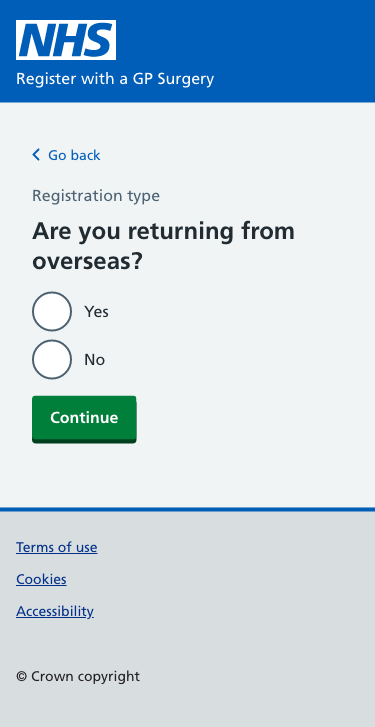 NHS
Register with a GP Surgery
Go back
Registration type
Are you returning from
overseas?
Yes
No
Continue
Terms of use
Cookies
Accessibility
© Crown copyright